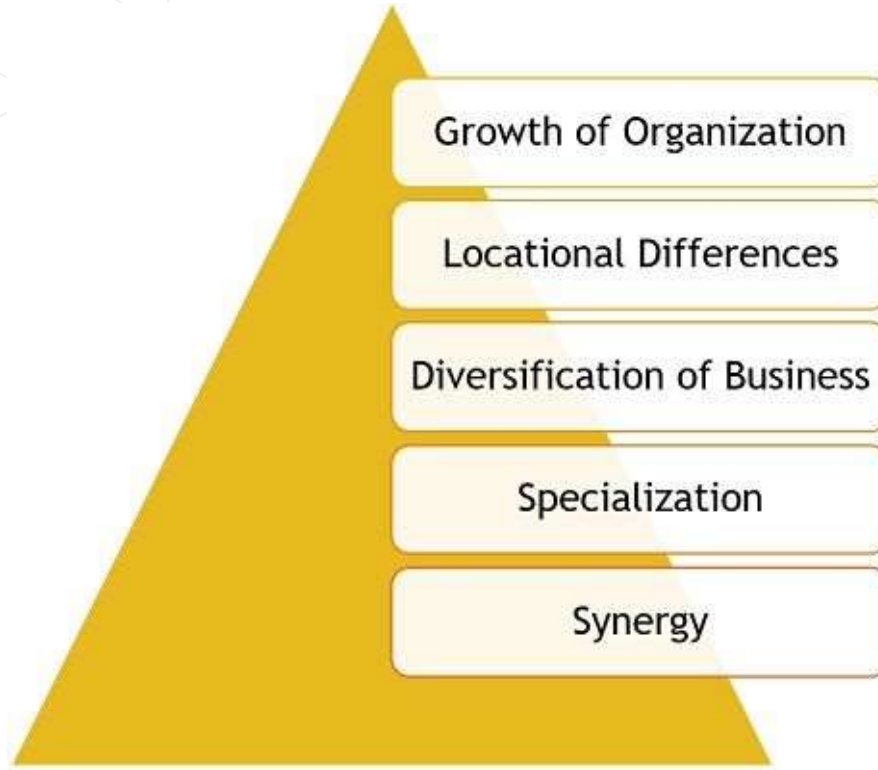 Growth of Organization
Locational Differences
Diversification of Business
Specialization
Synergy